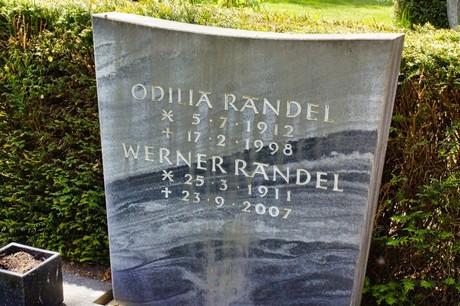 ODILIA RANDEL
* 5 · 7 · 1912
+ 17 · 2 · 1998
WERNER RANDEL
* 25 · 3 · 1911
+ 23 · 9 · 2007